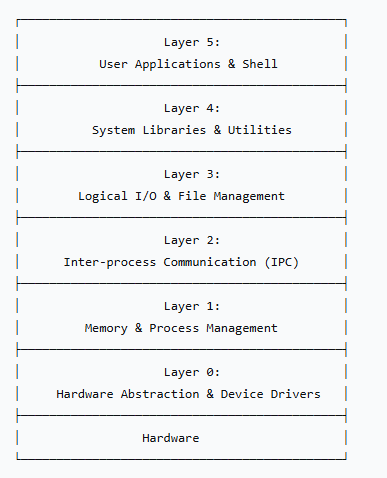 Layer 5:
User Applications & Shell
Layer 4:
System Libraries & Utilities
Layer 3:
Logical I/O & File Management
Layer 2:
Inter-process Communication (IPC)
Layer 1:
Memory & Process Management
Layer 0:
Hardware Abstraction & Device Drivers
Hardware